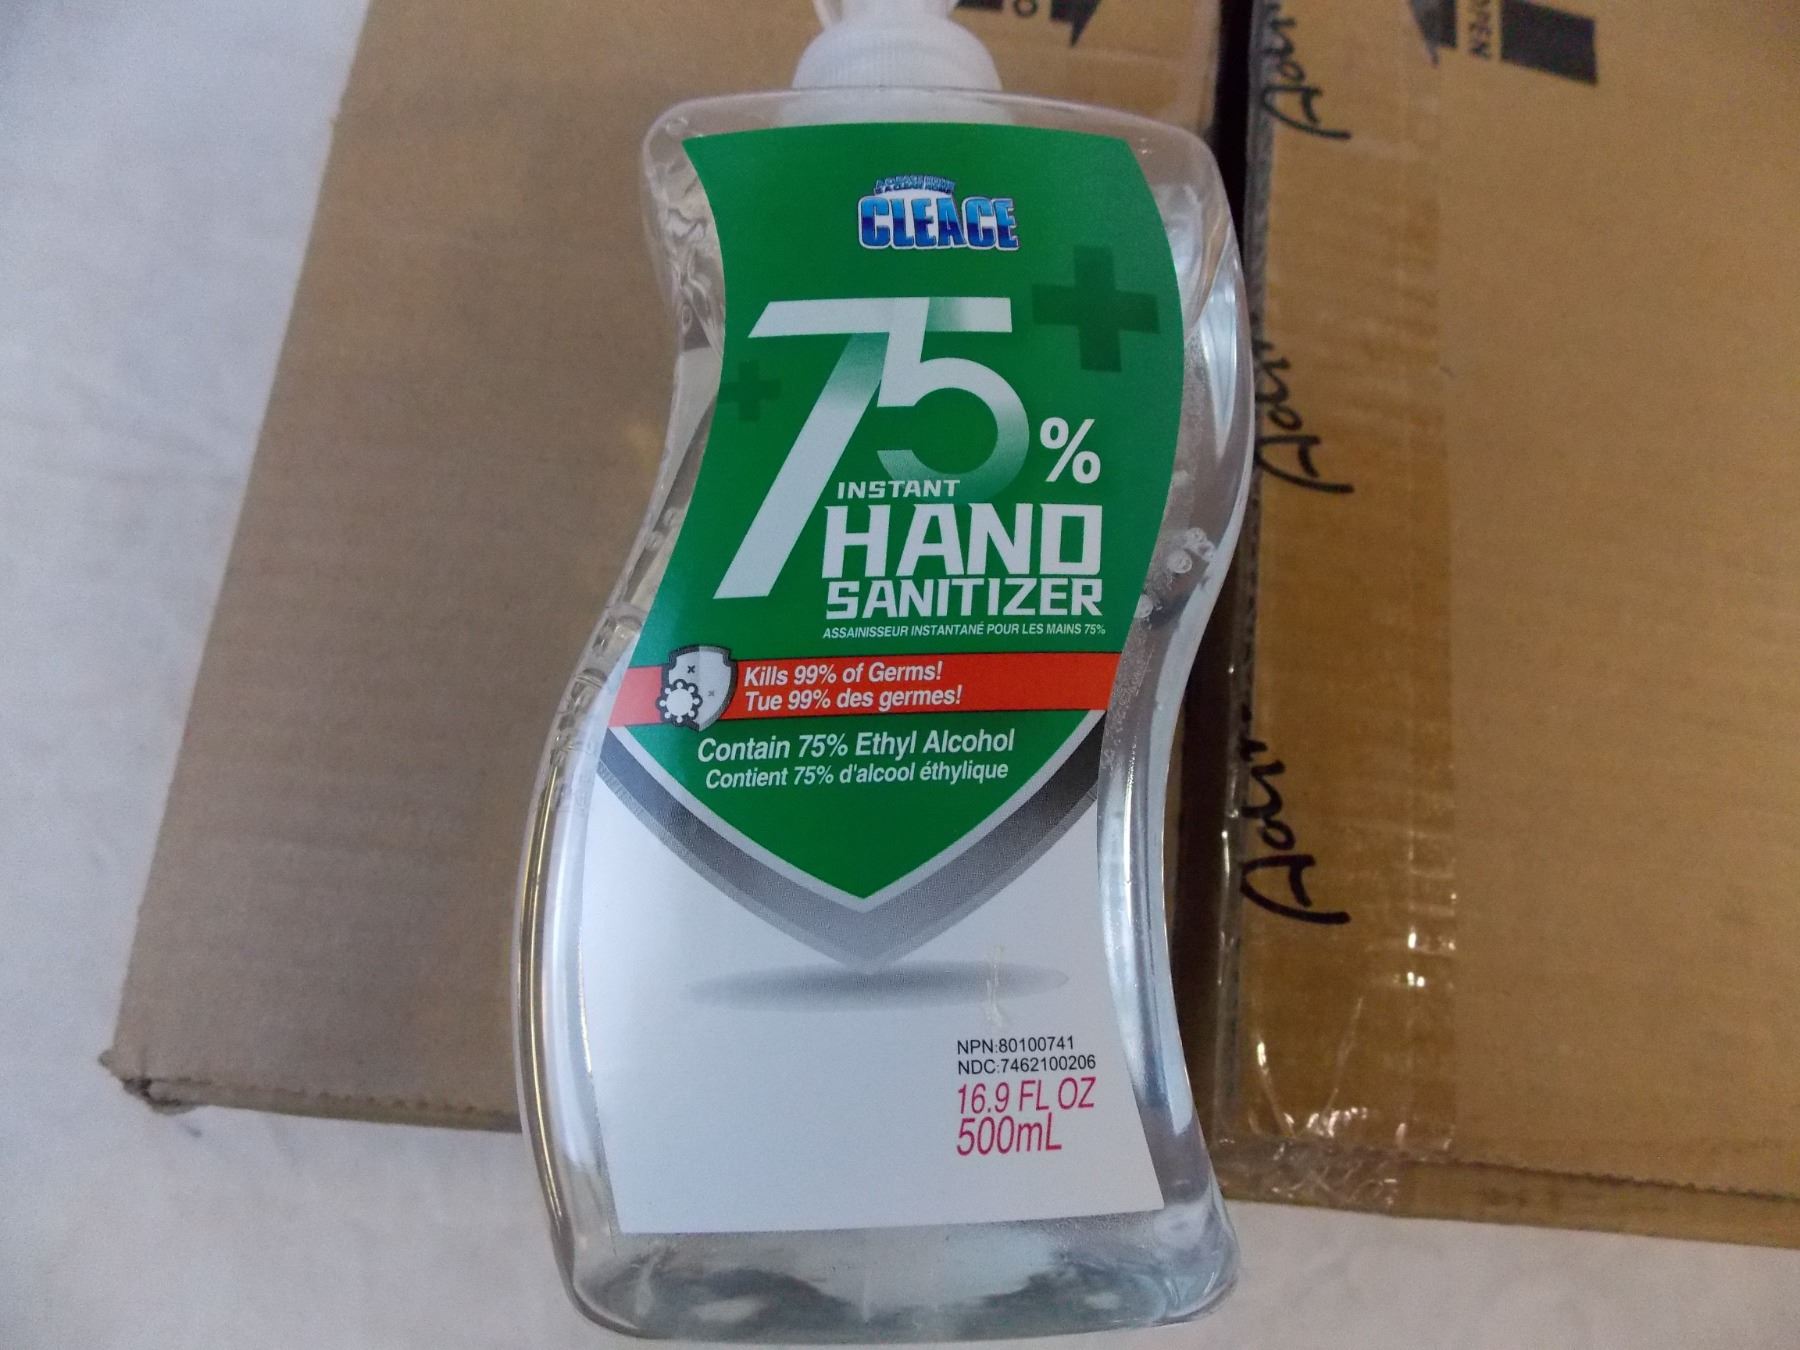 CLEACE
75%
INSTANT
HAND
SANITIZER
ASSAINISSEUR INSTANTANÉ POUR LES MAINS 75%
Kills 99% of Germs!
Tue 99% des germes!
Contain 75% Ethyl Alcohol
Contient 75% d'alcool éthylique
NPN:80100741
NDC:7462100206
16.9 FL OZ
500mL